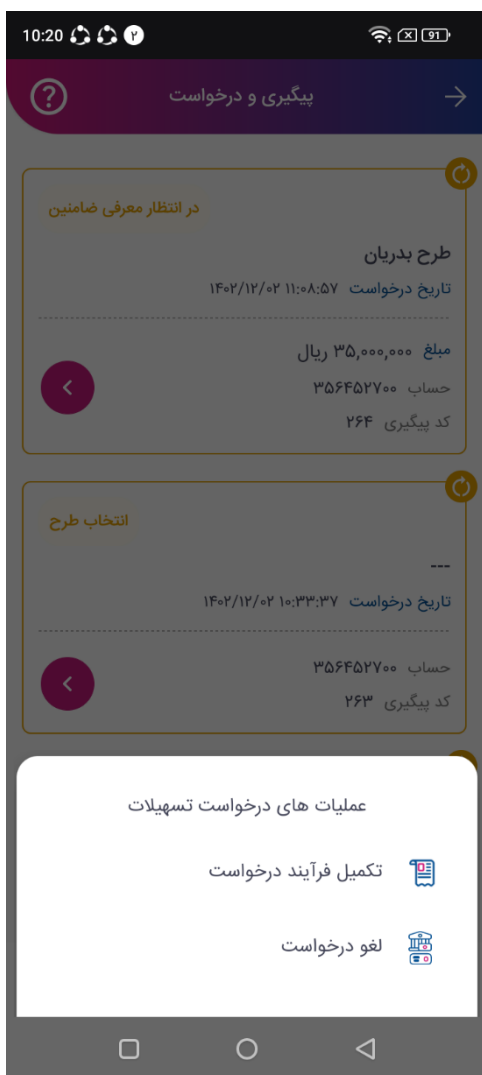 10:20 ۲ 91
پیگیری و درخواست
در انتظار معرفی ضامنین
طرح بدریان
تاریخ درخواست ۱۴۰۲/۱۲/۰۲ ۱۱:۰۸:۵۷
مبلغ ۳۵,۰۰۰,۰۰۰ ریال
حساب ۳۵۶۴۵۲۷۰۰
کد پیگیری ۲۶۴
انتخاب طرح
---
تاریخ درخواست ۱۴۰۲/۱۲/۰۲ ۱۰:۳۳:۳۷
حساب ۳۵۶۴۵۲۷۰۰
کد پیگیری ۲۶۳
عملیات های درخواست تسهیلات
تکمیل فرآیند درخواست
لغو درخواست